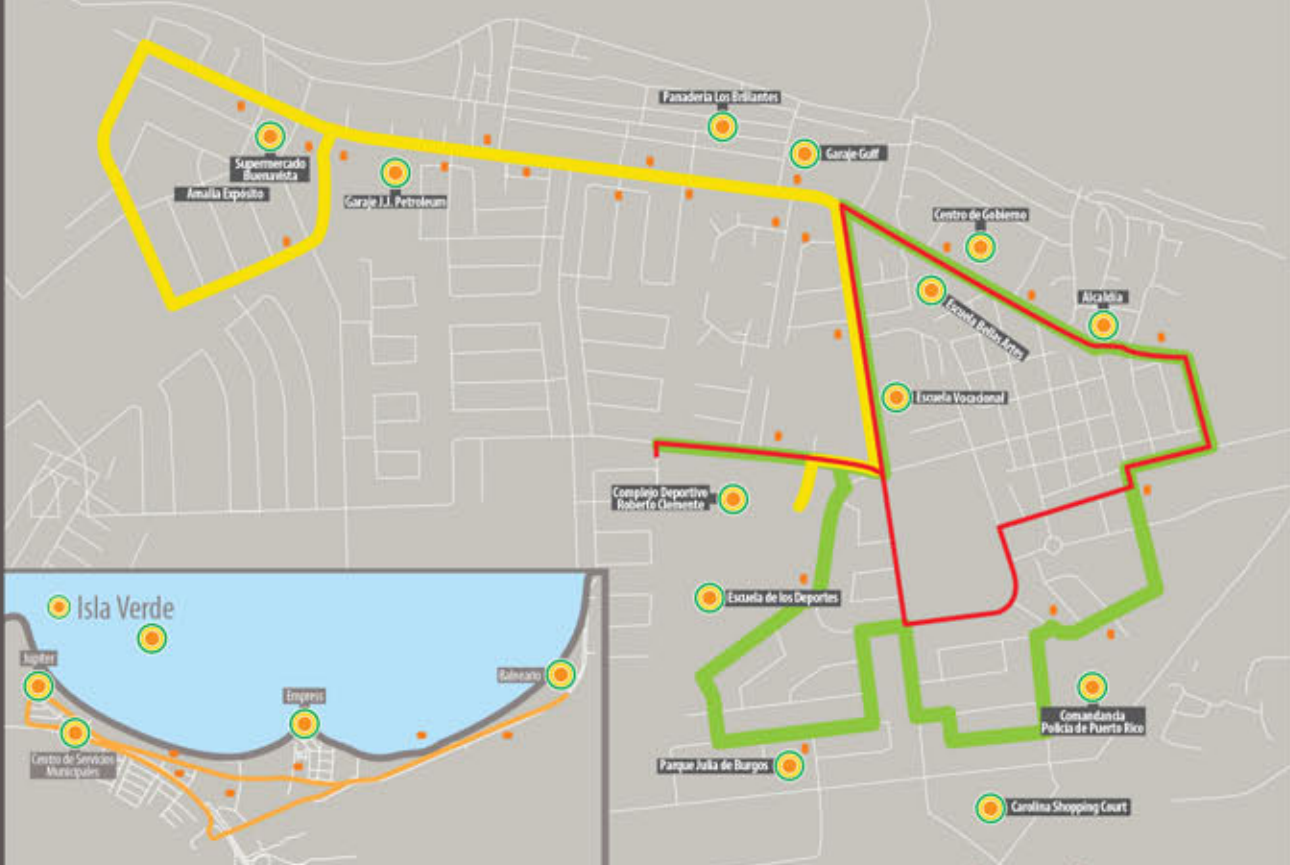 Panadería Los Brillantes
Garaje Gulf
Supermercado
Buenavista
Amalia Expósito
Garaje J.J. Petroleum
Centro de Gobierno
Escuela Bellas Artes
Alcaldía
Escuela Vocacional
Complejo Deportivo
Roberto Clemente
Escuela de los Deportes
Comandancia
Policía de Puerto Rico
Parque Julia de Burgos
Carolina Shopping Court
Isla Verde
Júpiter
Empress
Balneario
Centro de Servicios
Municipales